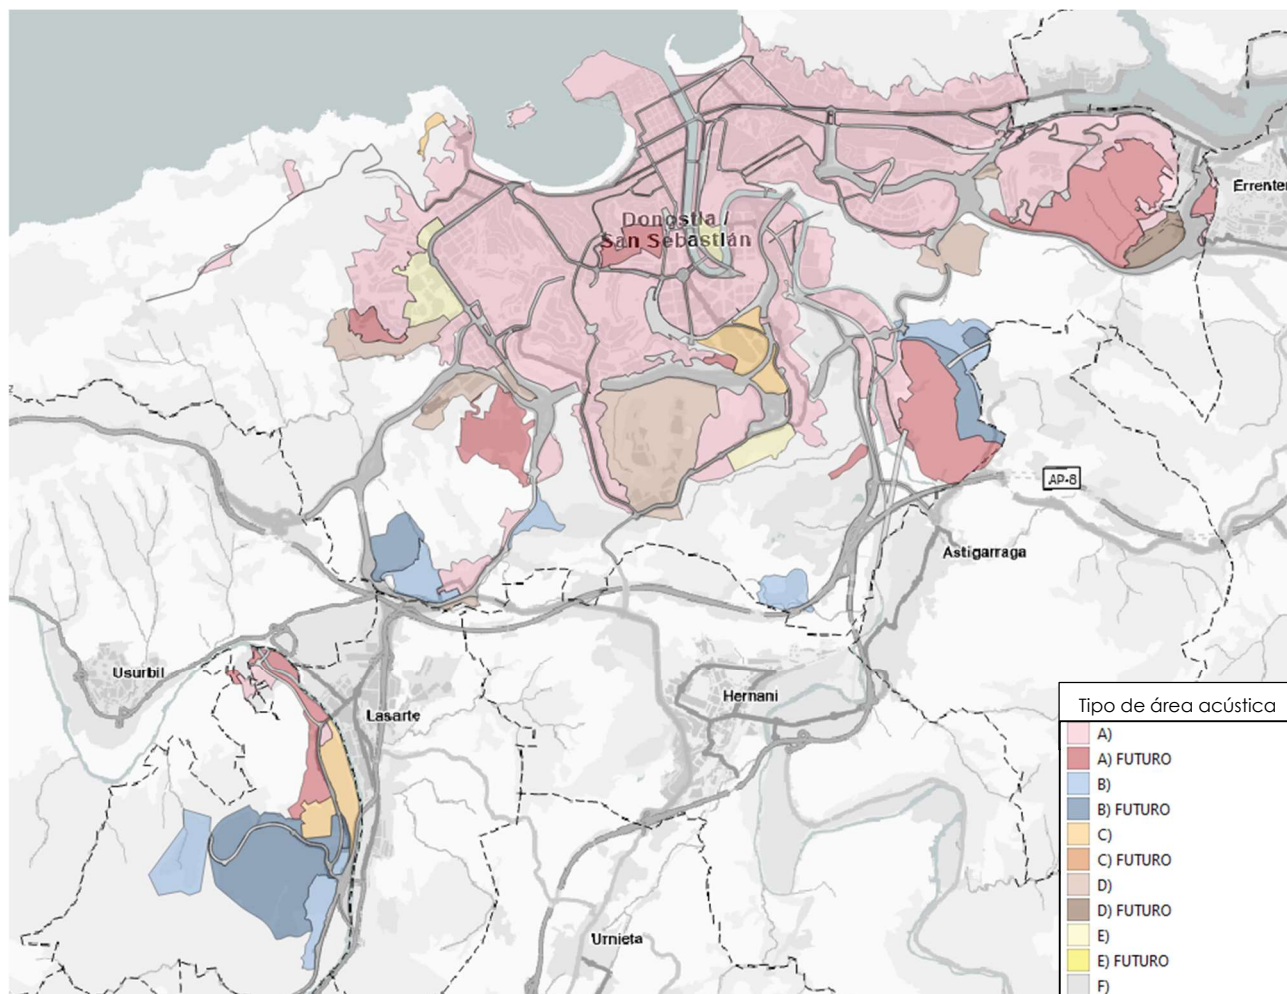 Errenter
Donostia /
San Sebastián
AP-8
Astigarraga
Usurbil
Hernani
Lasarte
Urnieta
Tipo de área acústica
A)
A) FUTURO
B)
B) FUTURO
C)
C) FUTURO
D)
D) FUTURO
E)
E) FUTURO
F)